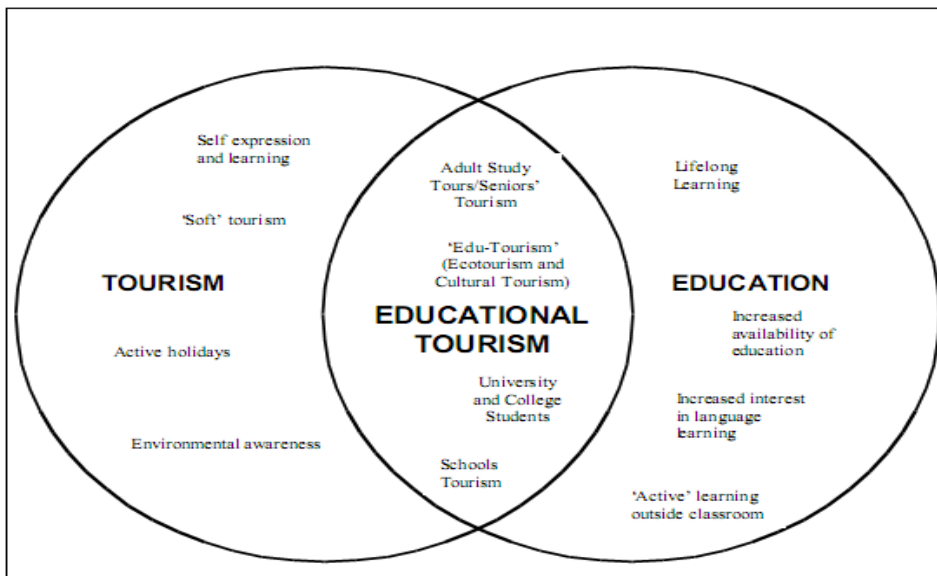 Self expression
and learning
'Soft' tourism
TOURISM
Active holidays
Environmental awareness
Adult Study
Tours/Seniors'
Tourism
'Edu-Tourism'
(Ecotourism and
Cultural Tourism)
EDUCATIONAL
TOURISM
University
and College
Students
Schools
Tourism
Lifelong
Learning
EDUCATION
Increased
availability of
education
Increased interest
in language
learning
'Active' learning
outside classroom